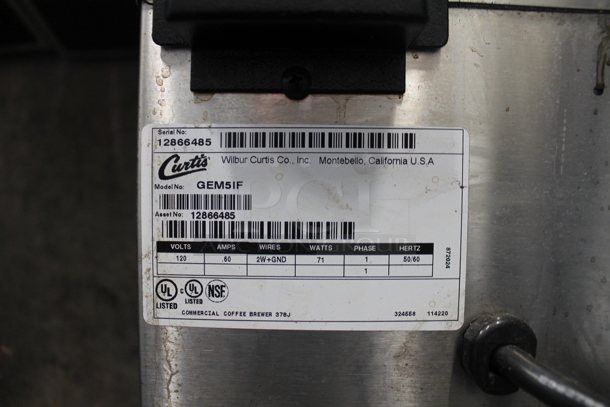 Serial No:
12866485
Curtis Wilbur Curtis Co., Inc. Montebello, California U.S.A
Model No: GEM5IF
Asset No: 12866485
VOLTS AMPS WIRES WATTS PHASE HERTZ
120 .60 2W+GND 71 1 50/60
1
872024
UL C UL NSF
LISTED LISTED
COMMERCIAL COFFEE BREWER 378J 3245E8 114220